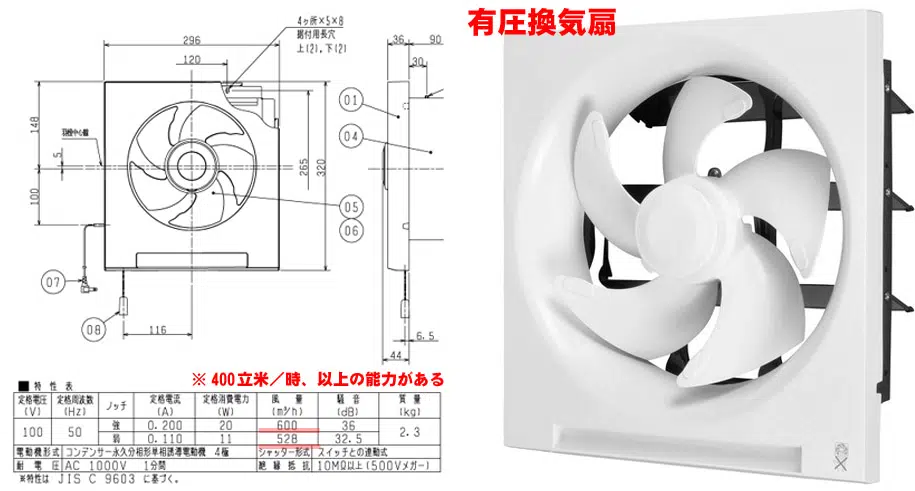 有圧換気扇
4ヶ所×5×8
据付用長穴
上(2),下(2)
296
120
36
90
30
01
04
148
羽根中心線
5
100
265
320
05
06
07
08
116
6.5
44
※ 400立米/時、以上の能力がある
■ 特 性 表
定格電圧 (V) 定格周波数 (Hz) ノッチ 定格電流 (A) 定格消費電力 (W) 風 量 (m³/h) 騒 音 (dB) 質 量 (kg)
100 50 強 0.200 20 600 36 2.3
弱 0.110 11 528 32.5
電動機形式 コンデンサー永久分相形単相誘導電動機 4極 シャッター形式 スイッチとの連動式
耐 電 圧 AC 1000V 1分間 絶 縁 抵 抗 10MΩ以上(500Vメガー)
※特性は JIS C 9603 に基づく。